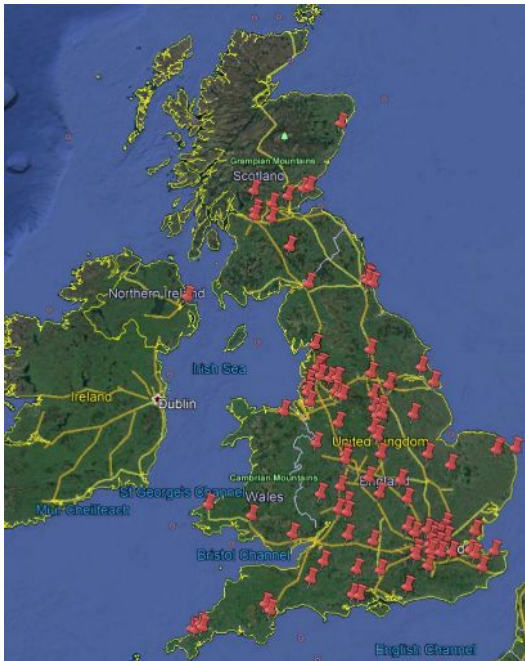 Grampian Mountains
Scotland
Northern Ireland
Irish Sea
Ireland
Dublin
United Kingdom
Cambrian Mountains
England
St George's Channel
Wales
Muir Cheilteach
Bristol Channel
English Channel